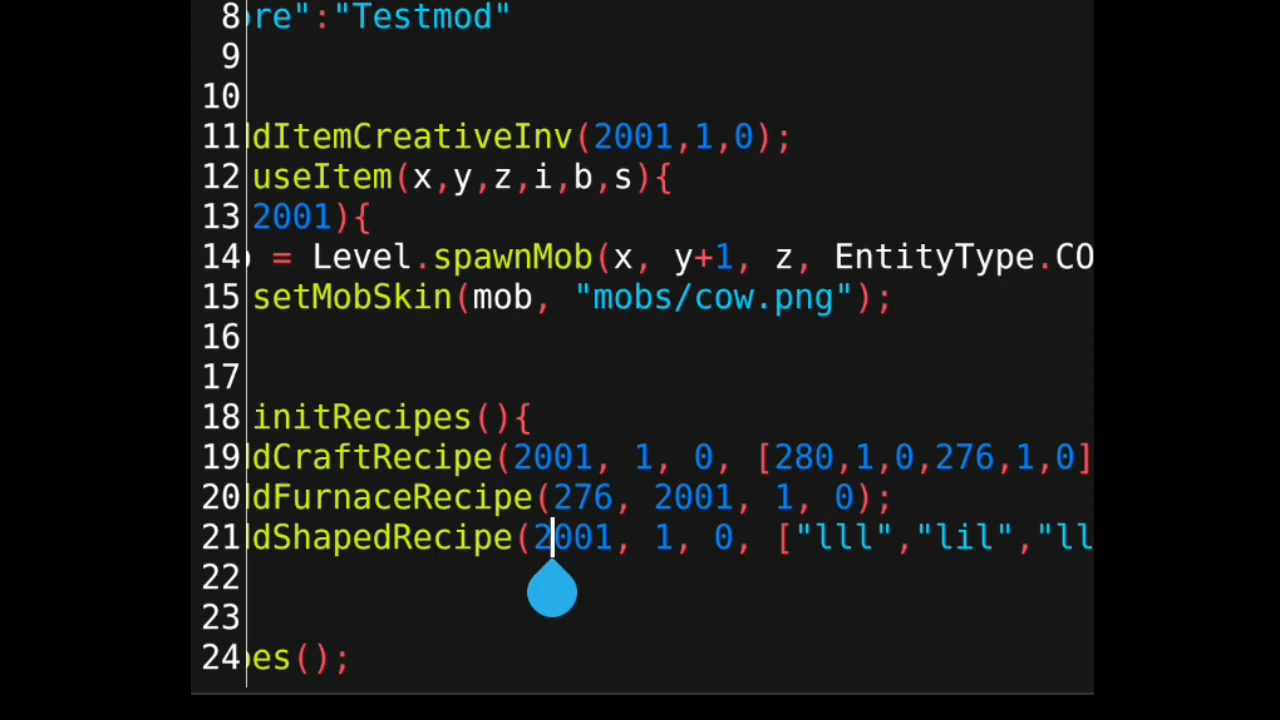 8 re":"Testmod"
9
10
11 dItemCreativeInv(2001,1,0);
12 useItem(x,y,z,i,b,s){
13 2001){
14 = Level.spawnMob(x, y+1, z, EntityType.CO
15 setMobSkin(mob, "mobs/cow.png");
16
17
18 initRecipes(){
19 dCraftRecipe(2001, 1, 0, [280,1,0,276,1,0]
20 dFurnaceRecipe(276, 2001, 1, 0);
21 dShapedRecipe(2001, 1, 0, ["lll","lil","ll
22
23
24 es();